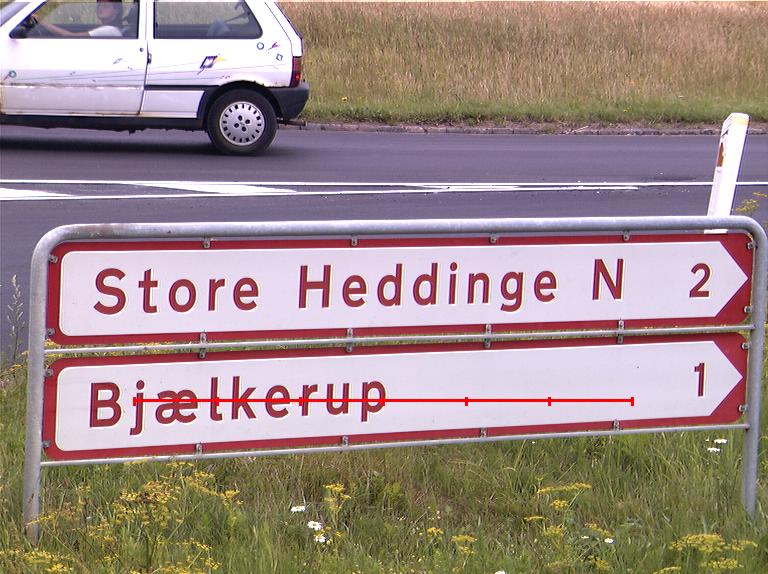 Store Heddinge N 2
Bjælkerup 1